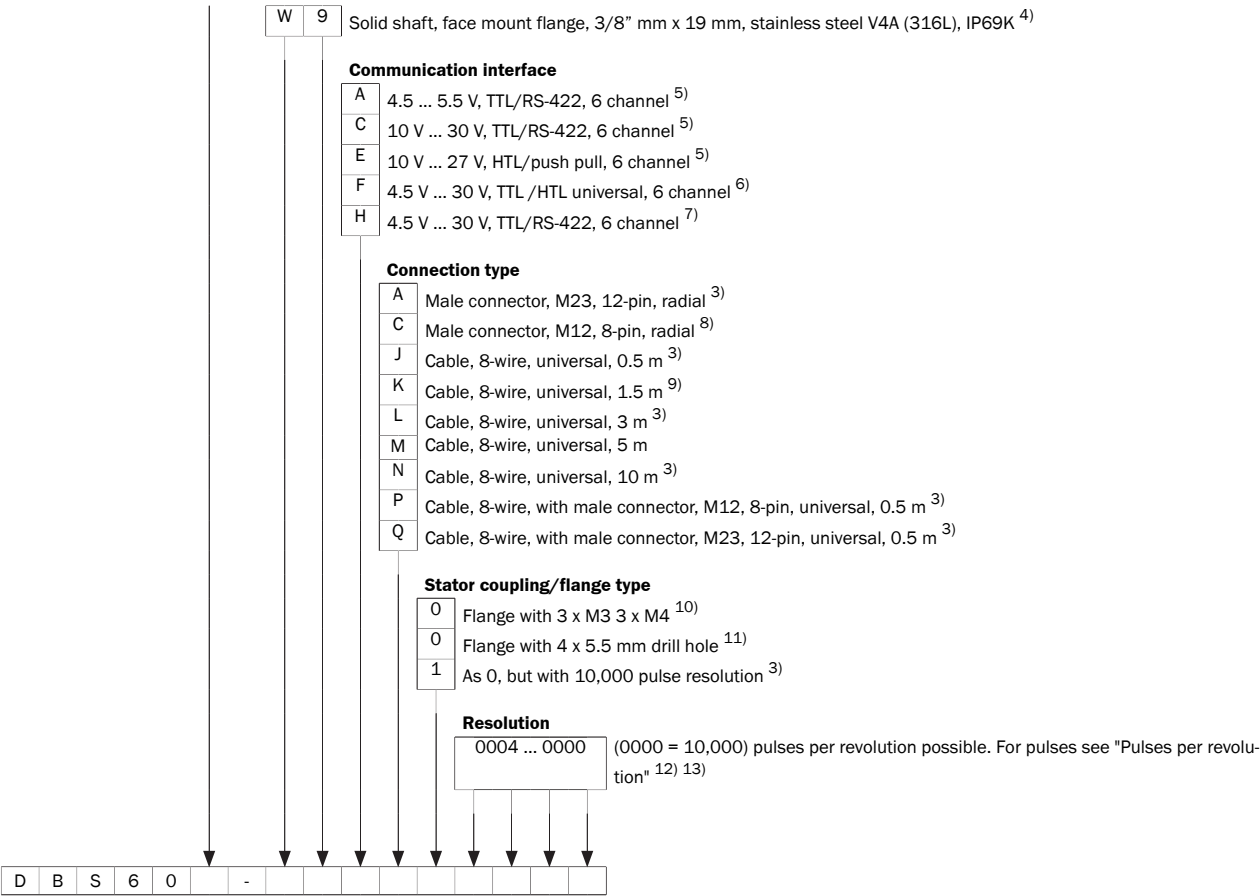 W 9 Solid shaft, face mount flange, 3/8” mm x 19 mm, stainless steel V4A (316L), IP69K 4)
Communication interface
A 4.5 ... 5.5 V, TTL/RS-422, 6 channel 5)
C 10 V ... 30 V, TTL/RS-422, 6 channel 5)
E 10 V ... 27 V, HTL/push pull, 6 channel 5)
F 4.5 V ... 30 V, TTL /HTL universal, 6 channel 6)
H 4.5 V ... 30 V, TTL/RS-422, 6 channel 7)
Connection type
A Male connector, M23, 12-pin, radial 3)
C Male connector, M12, 8-pin, radial 8)
J Cable, 8-wire, universal, 0.5 m 3)
K Cable, 8-wire, universal, 1.5 m 9)
L Cable, 8-wire, universal, 3 m 3)
M Cable, 8-wire, universal, 5 m
N Cable, 8-wire, universal, 10 m 3)
P Cable, 8-wire, with male connector, M12, 8-pin, universal, 0.5 m 3)
Q Cable, 8-wire, with male connector, M23, 12-pin, universal, 0.5 m 3)
Stator coupling/flange type
0 Flange with 3 x M3 3 x M4 10)
0 Flange with 4 x 5.5 mm drill hole 11)
1 As 0, but with 10,000 pulse resolution 3)
Resolution
0004 ... 0000 (0000 = 10,000) pulses per revolution possible. For pulses see "Pulses per revolu-
tion" 12) 13)
D B S 6 0 -